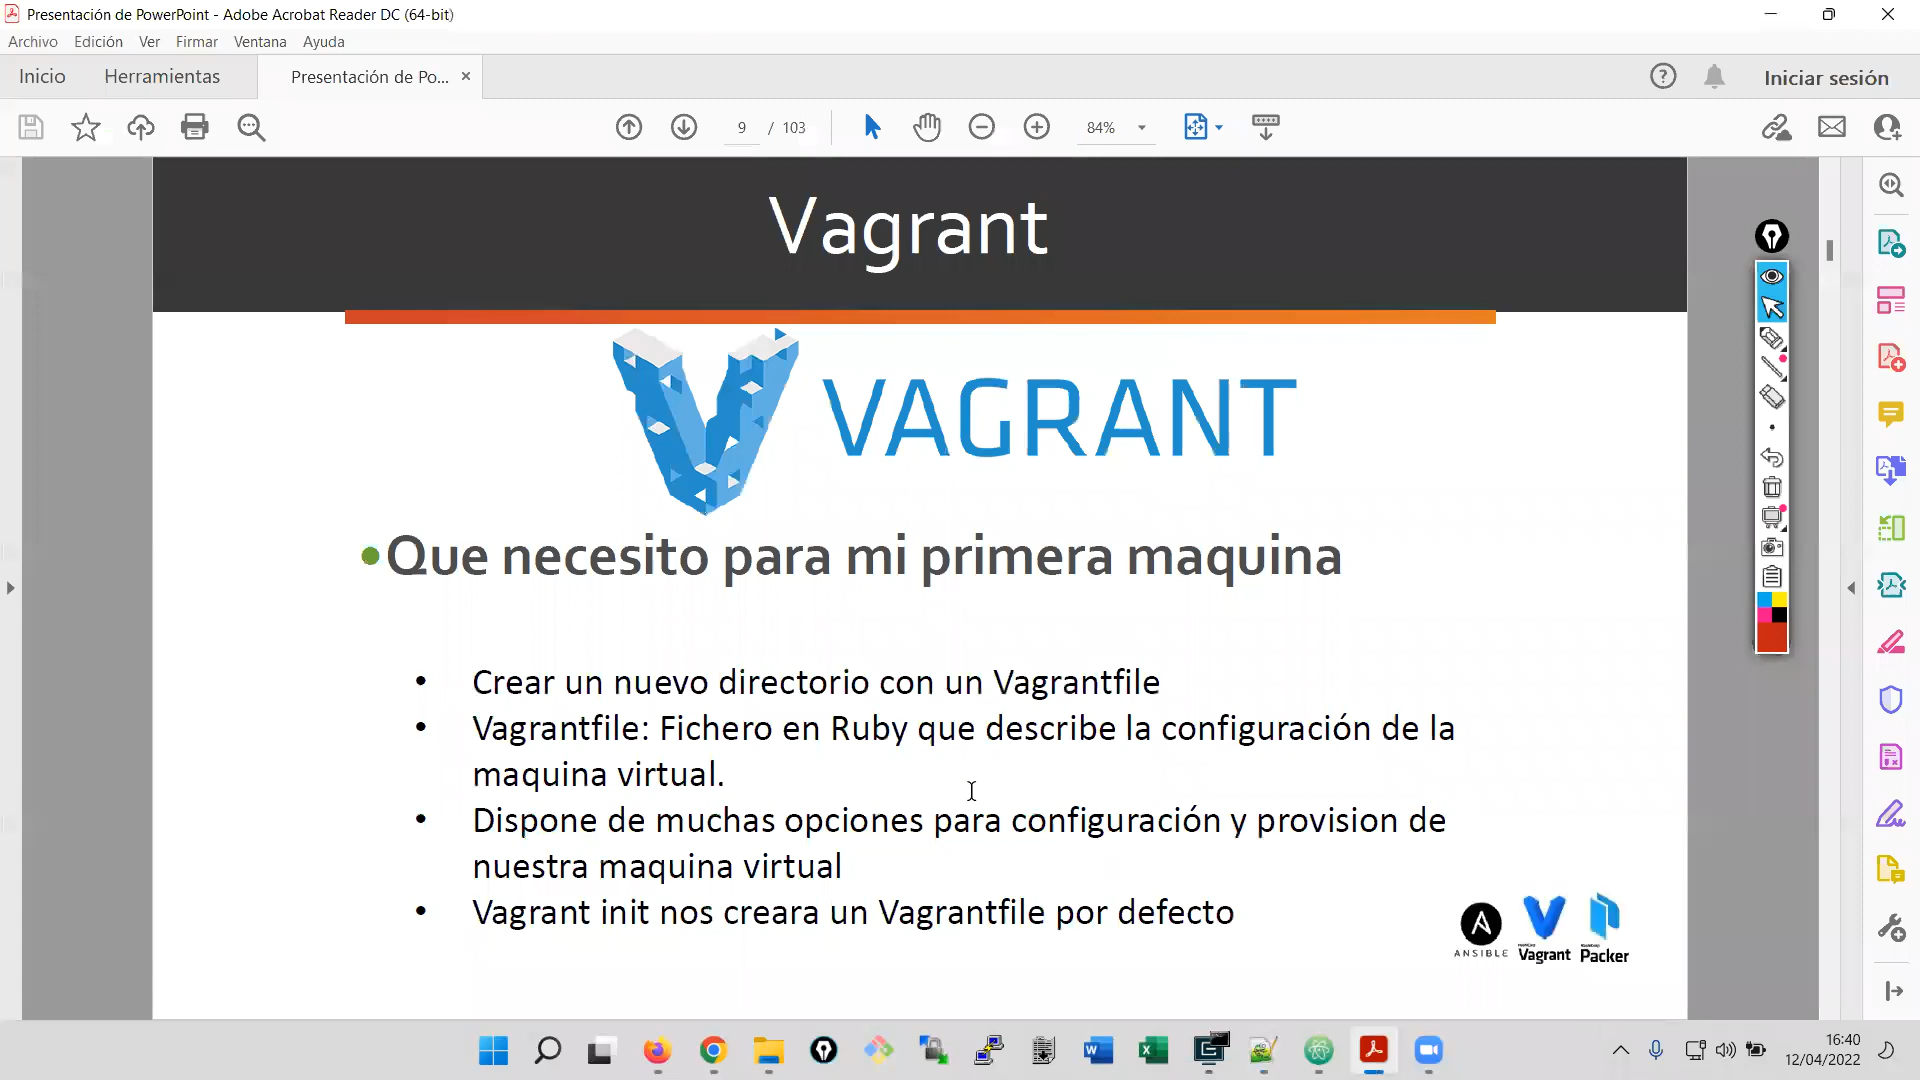 Presentación de PowerPoint - Adobe Acrobat Reader DC (64-bit)
Archivo Edición Ver Firmar Ventana Ayuda
Inicio Herramientas Presentación de Po... × Iniciar sesión
9 / 103 84%
Vagrant
VAGRANT
•Que necesito para mi primera maquina
• Crear un nuevo directorio con un Vagrantfile
• Vagrantfile: Fichero en Ruby que describe la configuración de la
maquina virtual.
• Dispone de muchas opciones para configuración y provision de
nuestra maquina virtual
• Vagrant init nos creara un Vagrantfile por defecto
ANSIBLE Vagrant Packer
16:40
12/04/2022